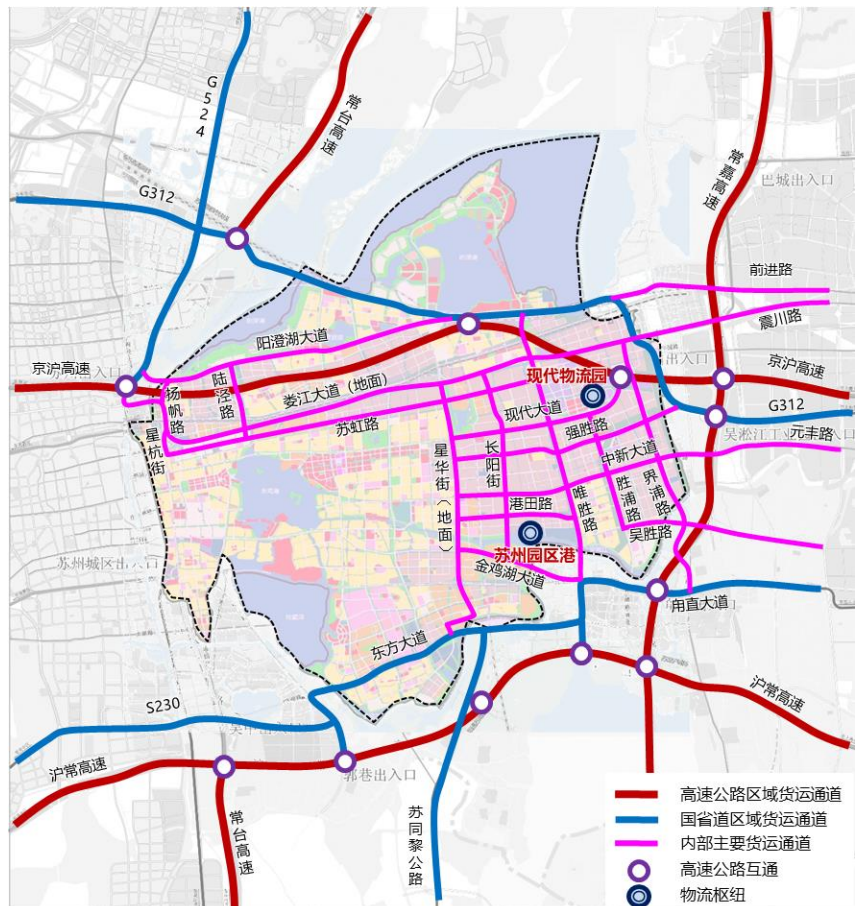 G524
常台高速
常嘉高速
巴城出入口
G312
前进路
震川路
阳澄湖大道
京沪高速
出入口
京沪高速
现代物流园
陆泾路
扬帆路
娄江大道（地面）
现代大道
G312
星杭街
苏虹路
强胜路
吴淞江工
元丰路
星华街（地面）
长阳街
中新大道
港田路
唯胜路
胜浦路
界浦路
吴胜路
苏州园区港
苏州城区出入口
金鸡湖大道
甪直大道
东方大道
S230
沪常高速
沪常高速
郭巷出入口
常台高速
苏同黎公路
高速公路区域货运通道
国省道区域货运通道
内部主要货运通道
高速公路互通
物流枢纽